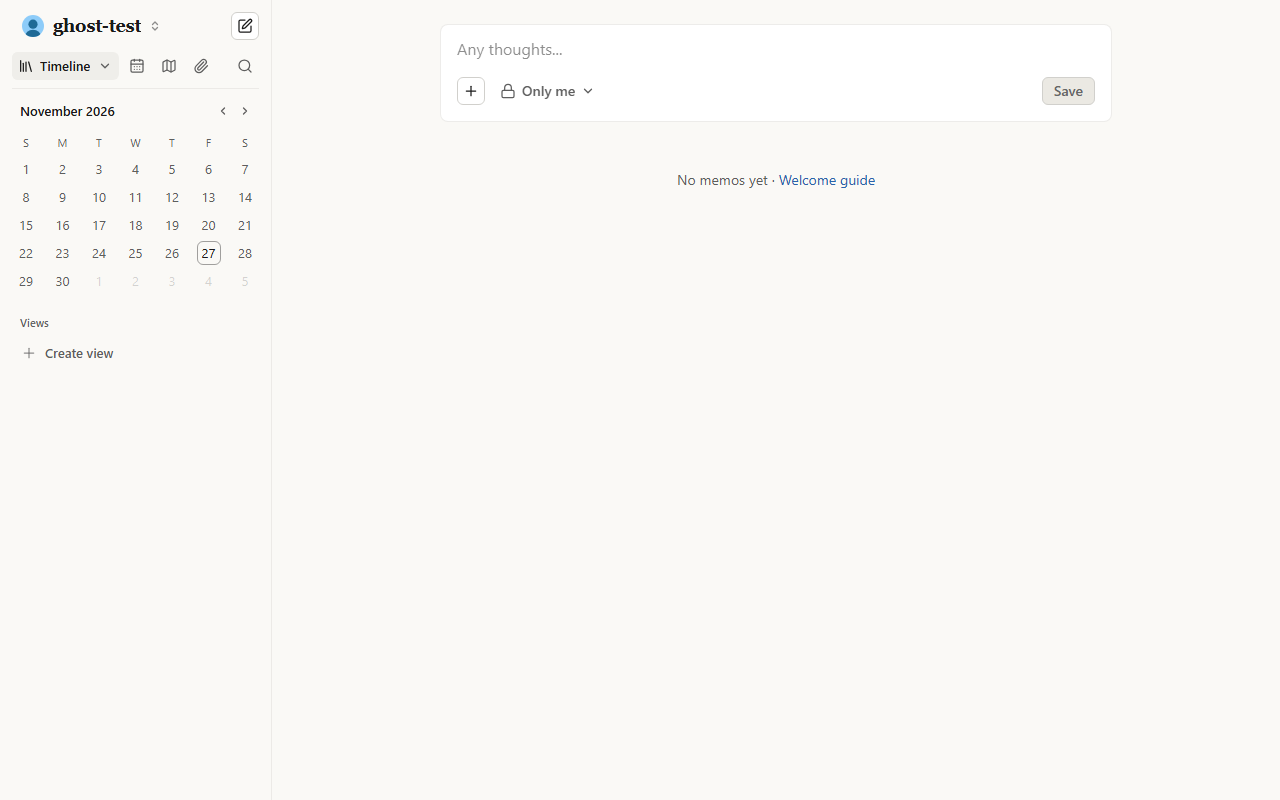 ghost-test
Timeline
November 2026
S M T W T F S
1 2 3 4 5 6 7
8 9 10 11 12 13 14
15 16 17 18 19 20 21
22 23 24 25 26 27 28
29 30 1 2 3 4 5
Views
Create view
Any thoughts...
Only me
Save
No memos yet · Welcome guide